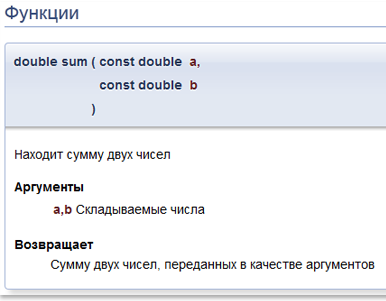 Функции
double sum ( const double a,
const double b
)
Находит сумму двух чисел
Аргументы
a,b Складываемые числа
Возвращает
Сумму двух чисел, переданных в качестве аргументов